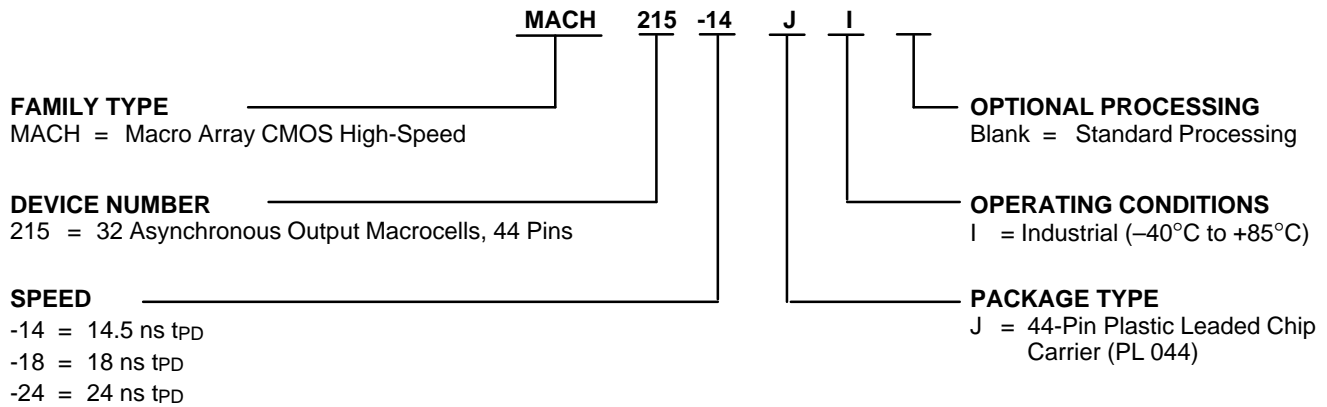 MACH 215 -14 J I
FAMILY TYPE
MACH = Macro Array CMOS High-Speed
DEVICE NUMBER
215 = 32 Asynchronous Output Macrocells, 44 Pins
SPEED
-14 = 14.5 ns tPD
-18 = 18 ns tPD
-24 = 24 ns tPD
OPTIONAL PROCESSING
Blank = Standard Processing
OPERATING CONDITIONS
I = Industrial (–40°C to +85°C)
PACKAGE TYPE
J = 44-Pin Plastic Leaded Chip
Carrier (PL 044)